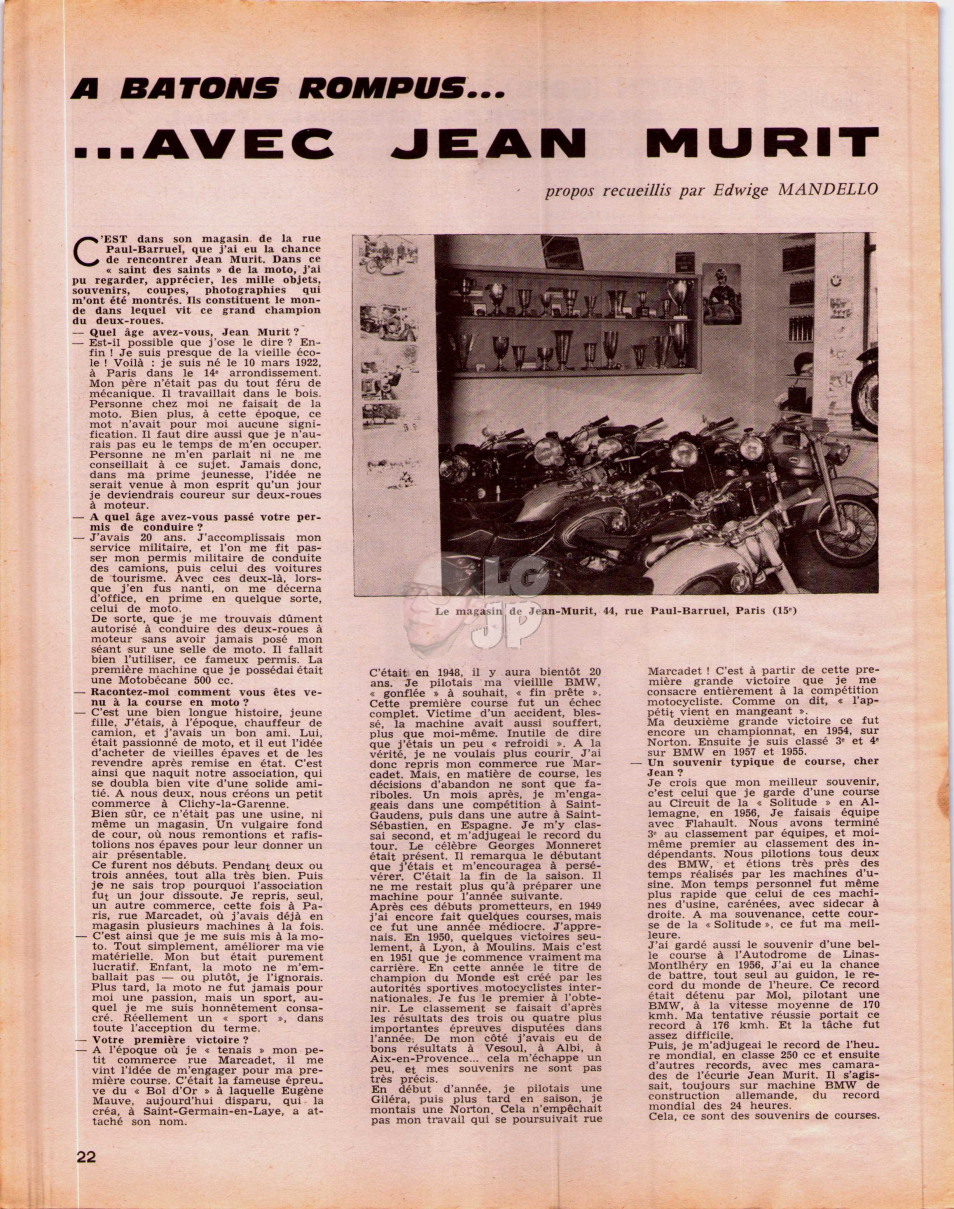 A BATONS ROMPUS...
...AVEC JEAN MURIT
propos recueillis par Edwige MANDELLO
C'EST dans son magasin de la rue
Paul-Barruel, que j'ai eu la chance
de rencontrer Jean Murit. Dans ce
« saint des saints » de la moto, j'ai
pu regarder, apprécier, les mille objets,
souvenirs, coupes, photographies qui
m'ont été montrés. Ils constituent le mon-
de dans lequel vit ce grand champion
du deux-roues.
— Quel âge avez-vous, Jean Murit ?
— Est-il possible que j'ose le dire ? En-
fin ! Je suis presque de la vieille éco-
le ! Voilà : je suis né le 10 mars 1922,
à Paris dans le 14e arrondissement.
Mon père n'était pas du tout féru de
mécanique. Il travaillait dans le bois.
Personne chez moi ne faisait de la
moto. Bien plus, à cette époque, ce
mot n'avait pour moi aucune signi-
fication. Il faut dire aussi que je n'au-
rais pas eu le temps de m'en occuper.
Personne ne m'en parlait ni ne me
conseillait à ce sujet. Jamais donc,
dans ma prime jeunesse, l'idée ne
serait venue à mon esprit qu'un jour
je deviendrais coureur sur deux-roues
à moteur.
— A quel âge avez-vous passé votre per-
mis de conduire ?
— J'avais 20 ans. J'accomplissais mon
service militaire, et l'on me fit pas-
ser mon permis militaire de conduite
des camions, puis celui des voitures
de tourisme. Avec ces deux-là, lors-
que j'en fus nanti, on me décerna
d'office, en prime en quelque sorte,
celui de moto.
De sorte, que je me trouvais dûment
autorisé à conduire des deux-roues à
moteur sans avoir jamais posé mon
séant sur une selle de moto. Il fallait
bien l'utiliser, ce fameux permis. La
première machine que je possédai était
une Motobécane 500 cc.
— Racontez-moi comment vous êtes ve-
nu à la course en moto ?
— C'est une bien longue histoire, jeune
fille, J'étais, à l'époque, chauffeur de
camion, et j'avais un bon ami. Lui,
était passionné de moto, et il eut l'idée
d'acheter de vieilles épaves et de les
revendre après remise en état. C'est
ainsi que naquit notre association, qui
se doubla bien vite d'une solide ami-
tié. A nous deux, nous créons un petit
commerce à Clichy-la-Garenne.
Bien sûr, ce n'était pas une usine, ni
même un magasin. Un vulgaire fond
de cour, où nous remontions et rafis-
tolions nos épaves pour leur donner un
air présentable.
Ce furent nos débuts. Pendant deux ou
trois années, tout alla très bien. Puis
je ne sais trop pourquoi l'association
fut un jour dissoute. Je repris, seul,
un autre commerce, cette fois à Pa-
ris, rue Marcadet, où j'avais déjà en
magasin plusieurs machines à la fois.
— C'est ainsi que je me suis mis à la mo-
to. Tout simplement, améliorer ma vie
matérielle. Mon but était purement
lucratif. Enfant, la moto ne m'em-
ballait pas — ou plutôt, je l'ignorais.
Plus tard, la moto ne fut jamais pour
moi une passion, mais un sport, au-
quel je me suis honnêtement consa-
cré. Réellement un « sport », dans
toute l'acception du terme.
— Votre première victoire ?
— A l'époque où je « tenais » mon pe-
tit commerce rue Marcadet, il me
vint l'idée de m'engager pour ma pre-
mière course. C'était la fameuse épreu-
ve du « Bol d'Or » à laquelle Eugène
Mauve, aujourd'hui disparu, qui la
créa, à Saint-Germain-en-Laye, a at-
taché son nom.
LG
JP
Le magasin de Jean-Murit, 44, rue Paul-Barruel, Paris (15e)
C'était en 1948, il y aura bientôt 20
ans. Je pilotais ma vieillle BMW,
« gonflée » à souhait, « fin prête ».
Cette première course fut un échec
complet. Victime d'un accident, bles-
sé, la machine avait aussi souffert,
plus que moi-même. Inutile de dire
que j'étais un peu « refroidi ». A la
vérité, je ne voulais plus courir. J'ai
donc repris mon commerce rue Mar-
cadet. Mais, en matière de course, les
décisions d'abandon ne sont que fa-
riboles. Un mois après, je m'enga-
geais dans une compétition à Saint-
Gaudens, puis dans une autre à Saint-
Sébastien, en Espagne. Je m'y clas-
sai second, et m'adjugeai le record du
tour. Le célèbre Georges Monneret
était présent. Il remarqua le débutant
que j'étais et m'encouragea à persé-
vérer. C'était la fin de la saison. Il
ne me restait plus qu'à préparer une
machine pour l'année suivante.
Après ces débuts prometteurs, en 1949
j'ai encore fait quelques courses, mais
ce fut une année médiocre. J'appre-
nais. En 1950, quelques victoires seu-
lement, à Lyon, à Moulins. Mais c'est
en 1951 que je commence vraiment ma
carrière. En cette année le titre de
champion du Monde est créé par les
autorités sportives motocyclistes inter-
nationales. Je fus le premier à l'obte-
nir. Le classement se faisait d'après
les résultats des trois ou quatre plus
importantes épreuves disputées dans
l'année: De mon côté j'avais eu de
bons résultats à Vesoul, à Albi, à
Aix-en-Provence... cela m'échappe un
peu, et mes souvenirs ne sont pas
très précis.
En début d'année, je pilotais une
Giléra, puis plus tard en saison, je
montais une Norton. Cela n'empêchait
pas mon travail qui se poursuivait rue
Marcadet ! C'est à partir de cette pre-
mière grande victoire que je me
consacre entièrement à la compétition
motocycliste. Comme on dit, « l'ap-
pétit vient en mangeant ».
Ma deuxième grande victoire ce fut
encore un championnat, en 1954, sur
Norton. Ensuite je suis classé 3e et 4e
sur BMW en 1957 et 1955.
— Un souvenir typique de course, cher
Jean ?
Je crois que mon meilleur souvenir,
c'est celui que je garde d'une course
au Circuit de la « Solitude » en Al-
lemagne, en 1956, Je faisais équipe
avec Flahault. Nous avons terminé
3e au classement par équipes, et moi-
même premier au classement des in-
dépendants. Nous pilotions tous deux
des BMW, et étions très près des
temps réalisés par les machines d'u-
sine. Mon temps personnel fut même
plus rapide que celui de ces machi-
nes d'usine, carénées, avec sidecar à
droite. A ma souvenance, cette cour-
se de la « Solitude », ce fut ma meil-
leure.
J'ai gardé aussi le souvenir d'une bel-
le course à l'Autodrome de Linas-
Montlhéry en 1956, J'ai eu la chance
de battre, tout seul au guidon, le re-
cord du monde de l'heure. Ce record
était détenu par Mol, pilotant une
BMW, à la vitesse moyenne de 170
kmh. Ma tentative réussie portait ce
record à 176 kmh. Et la tâche fut
assez difficile.
Puis, je m'adjugeai le record de l'heu-
re mondial, en classe 250 cc et ensuite
d'autres records, avec mes camara-
des de l'écurie Jean Murit. Il s'agis-
sait, toujours sur machine BMW de
construction allemande, du record
mondial des 24 heures.
Cela, ce sont des souvenirs de courses.
22